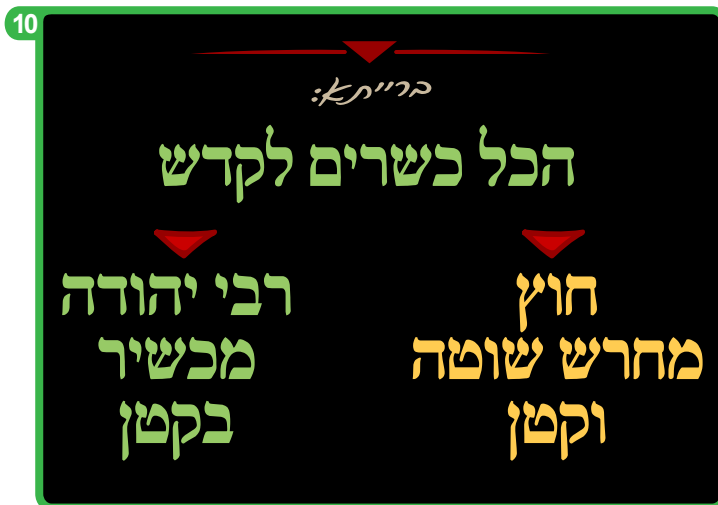 10
ברייתא:
הכל כשרים לקדש
חוץ
מחרש שוטה
וקטן
רבי יהודה
מכשיר
בקטן